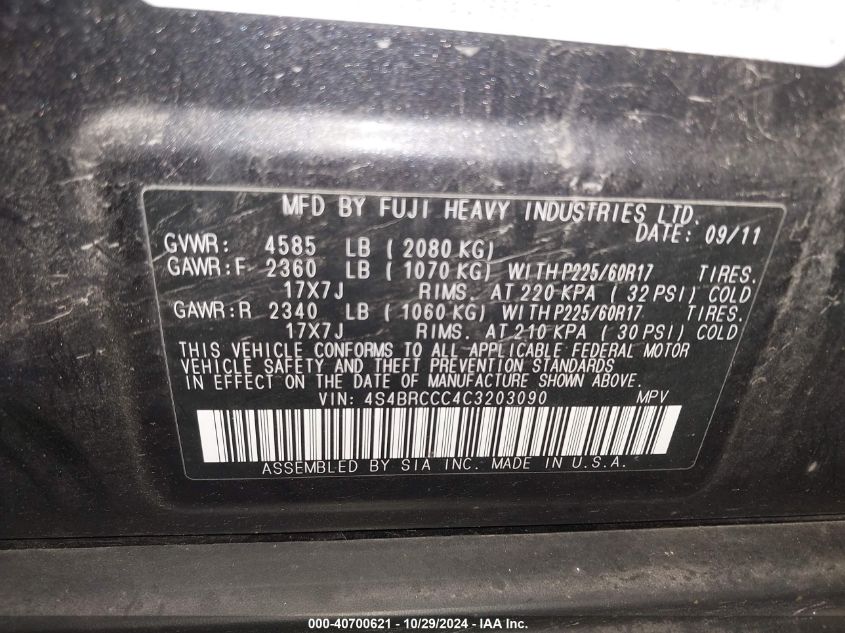 MFD BY FUJI HEAVY INDUSTRIES LTD.
DATE: 09/11
GVWR: 4585 LB ( 2080 KG)
GAWR:F 2360 LB ( 1070 KG) WITH P225/60R17 TIRES.
17X7J RIMS. AT 220 KPA ( 32 PSI) COLD
GAWR:R 2340 LB ( 1060 KG) WITH P225/60R17 TIRES.
17X7J RIMS. AT 210 KPA ( 30 PSI) COLD
THIS VEHICLE CONFORMS TO ALL APPLICABLE FEDERAL MOTOR
VEHICLE SAFETY AND THEFT PREVENTION STANDARDS
IN EFFECT ON THE DATE OF MANUFACTURE SHOWN ABOVE.
VIN: 4S4BRCCC4C3203090 MPV
ASSEMBLED BY SIA INC. MADE IN U.S.A.
000-40700621 - 10/29/2024 - IAA Inc.